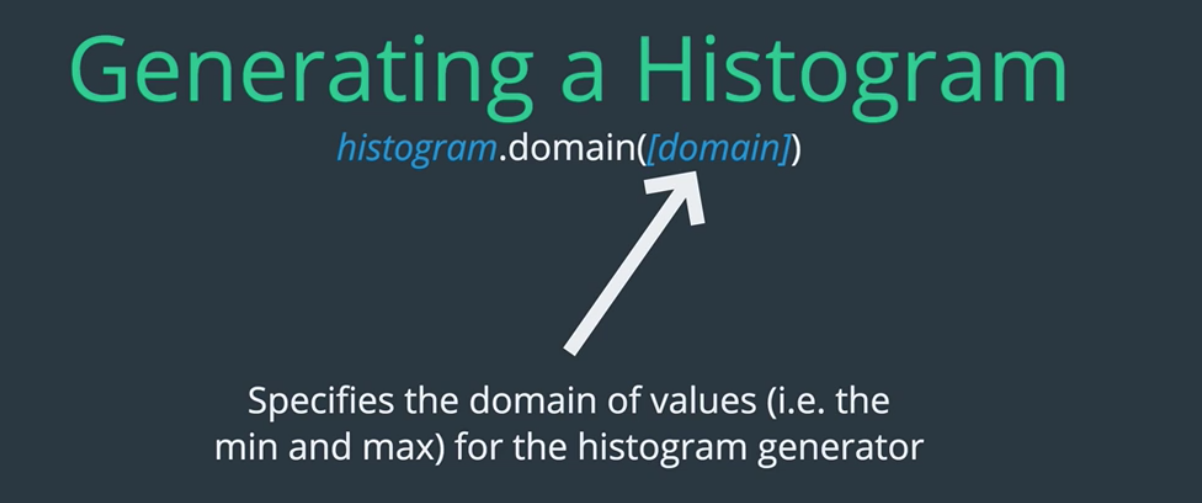 Generating a Histogram
histogram.domain([domain])
Specifies the domain of values (i.e. the
min and max) for the histogram generator